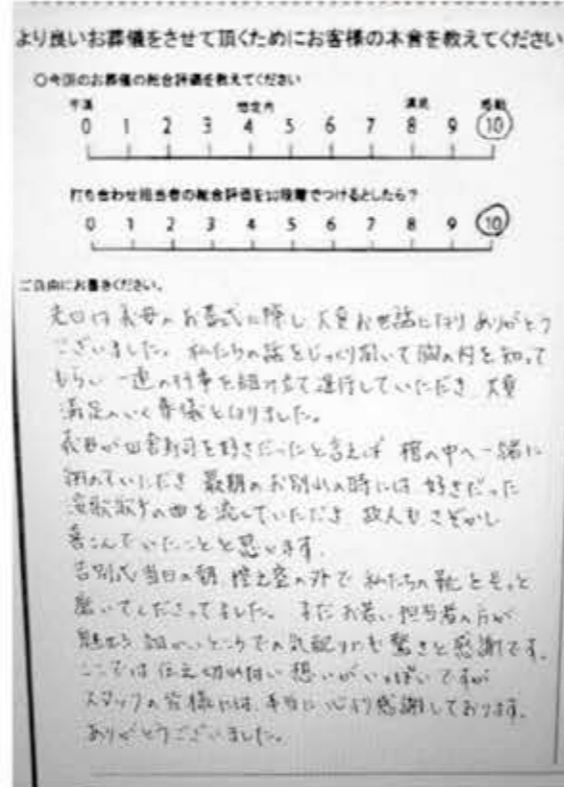 より良いお葬儀をさせて頂くためにお客様の本音を教えてください
○今回のお葬儀の総合評価を教えてください
不満 想定内 満足 感動
0 1 2 3 4 5 6 7 8 9 10
打ち合わせ担当者の総合評価を10段階でつけるとしたら?
0 1 2 3 4 5 6 7 8 9 10
ご自由にお書きください。
先日は義母のお葬式に際し 大変お世話になり ありがとう
ございました。私たちの話をじっくり聞いて胸の内を知って
もらい 一連の行事を組み立て進行していただき 大変
満足のいく葬儀となりました。
義母が田舎寿司を好きだったと言えば 棺の中へ一緒に
納めていただき 最期のお別れの時には 好きだった
演歌歌手の曲を流していただき 故人もさぞかし
喜こんでいたことと思います。
告別式当日の朝 控え室の外で 私たちの靴をそっと
磨いてくださってました。まだお若い担当者の方が
見えない 細かいところでの気配りにも驚きと感謝です。
ここでは伝え切れない想いがいっぱいですが
スタッフの皆様には、本当に心より感謝しております。
ありがとうございました。